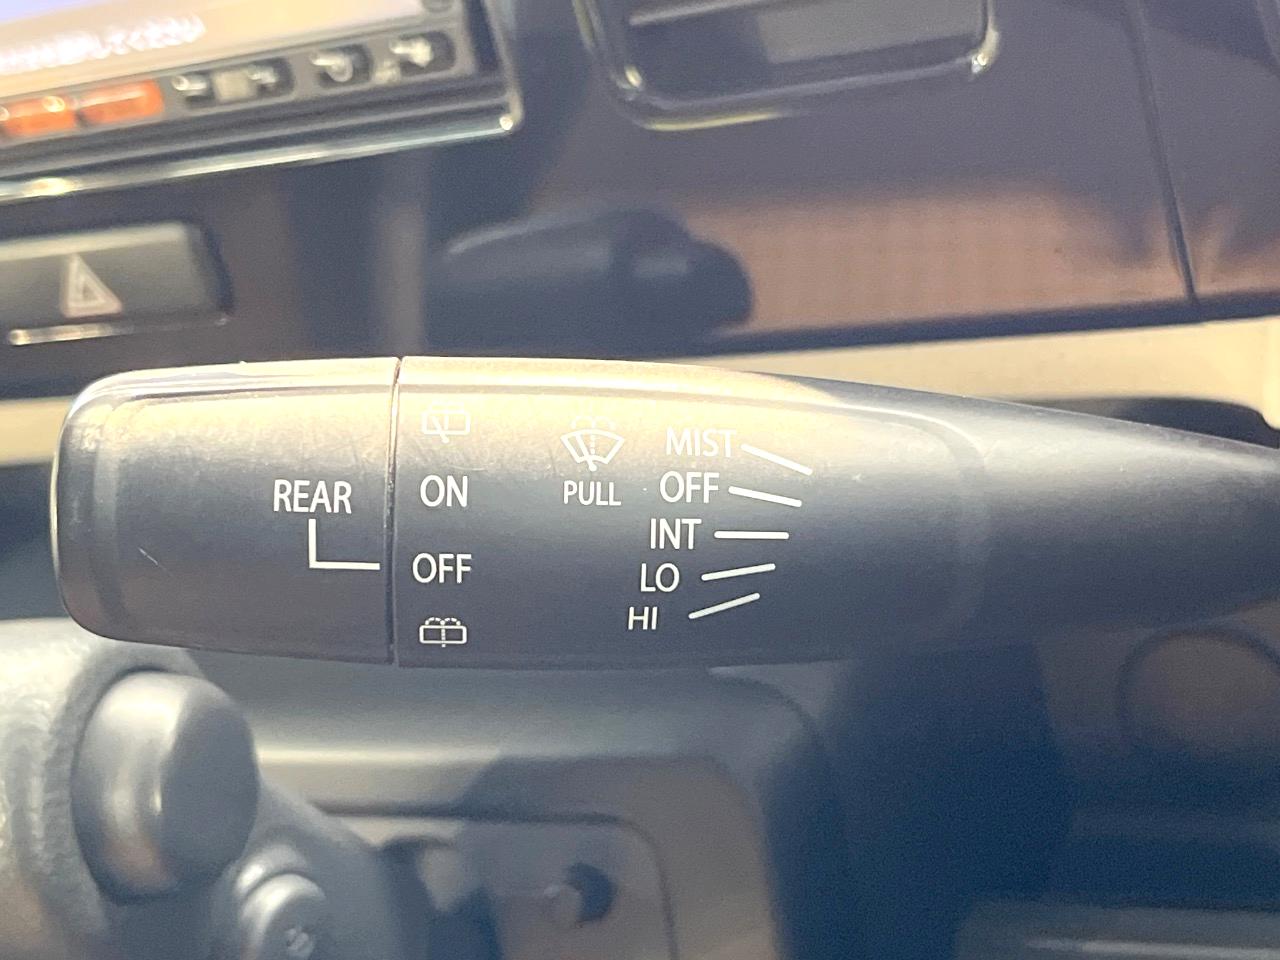 REAR
ON
OFF
PULL
MIST
OFF
INT
LO
HI